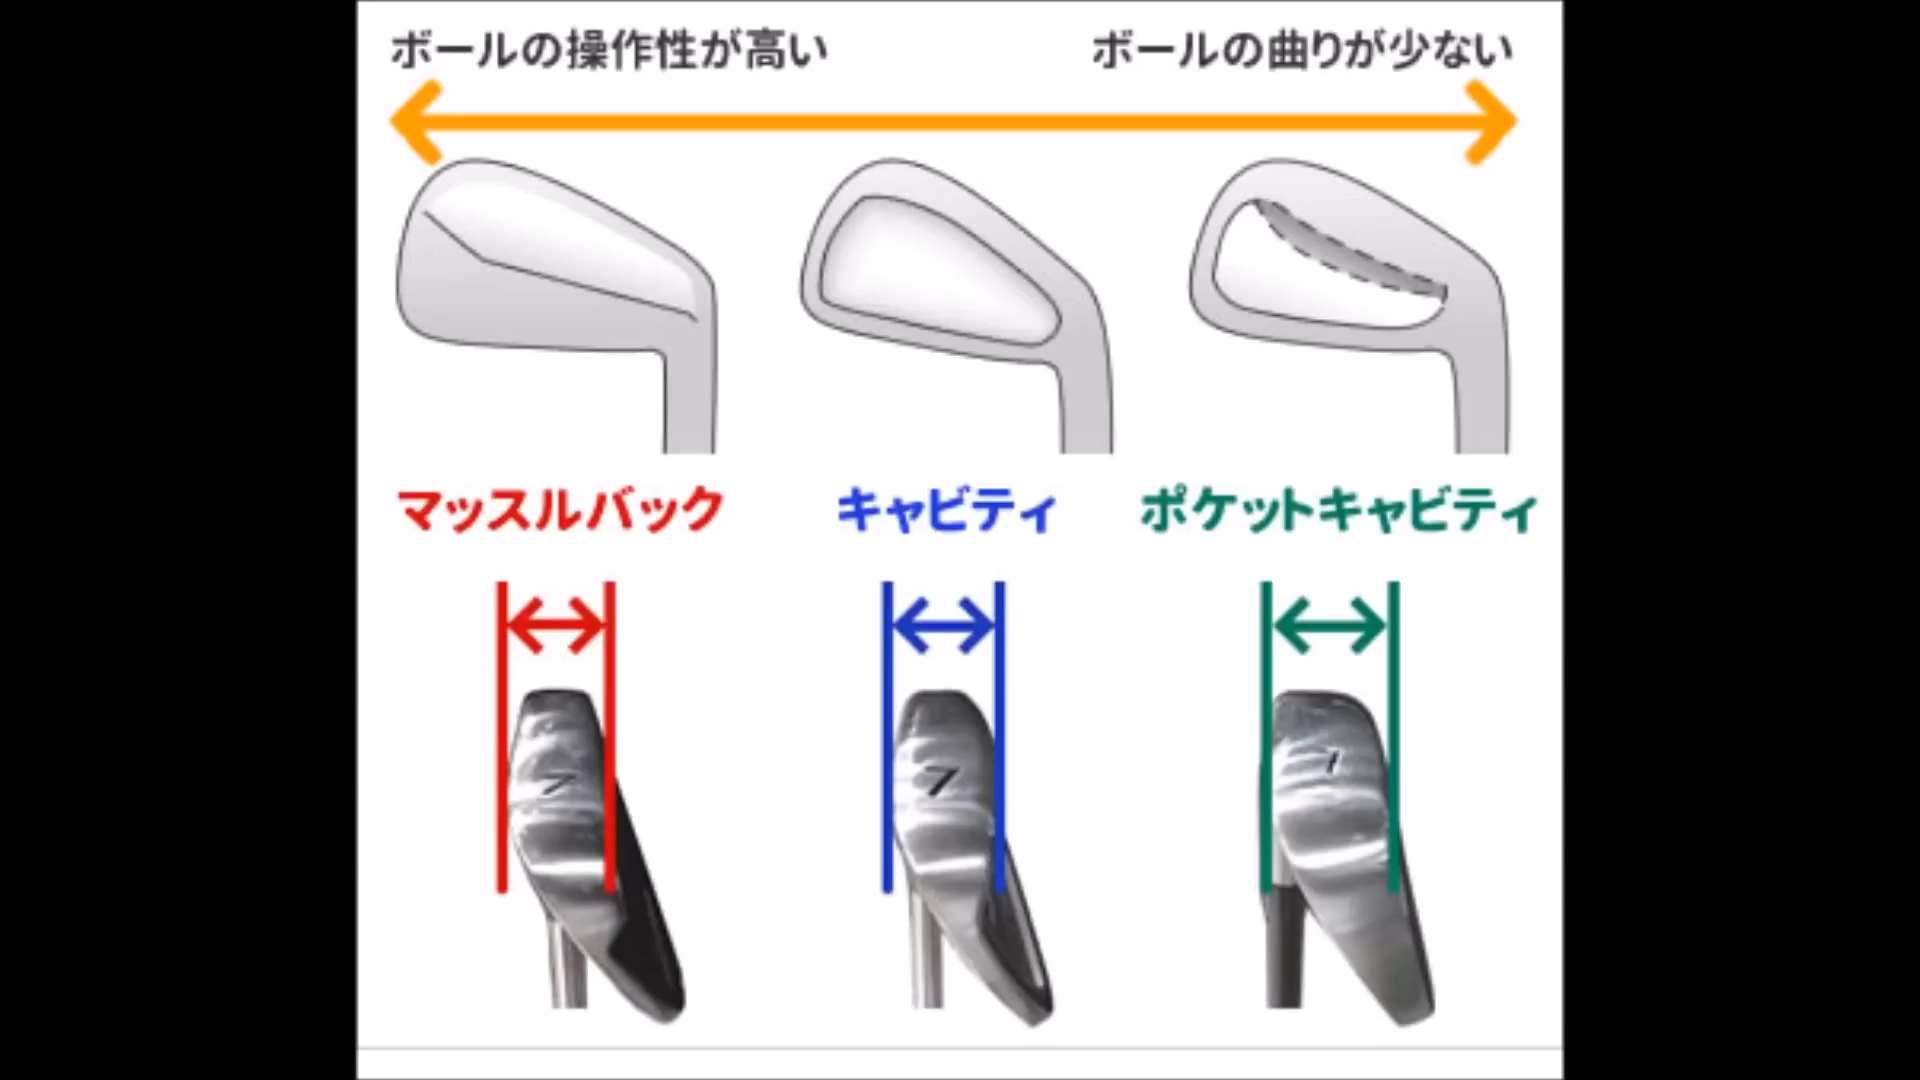 ボールの操作性が高い
ボールの曲りが少ない
マッスルバック
キャビティ
ポケットキャビティ
7
7